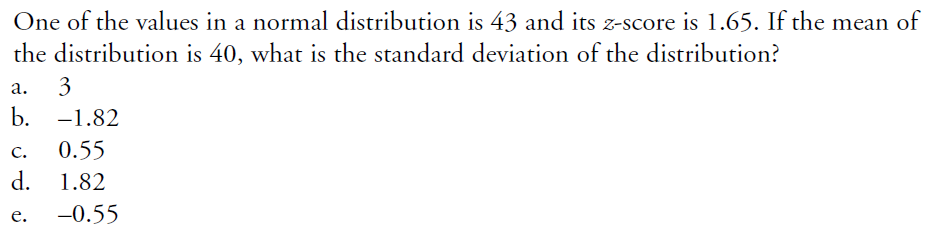 One of the values in a normal distribution is 43 and its z-score is 1.65. If the mean of
the distribution is 40, what is the standard deviation of the distribution?
a. 3
b. –1.82
c. 0.55
d. 1.82
e. –0.55